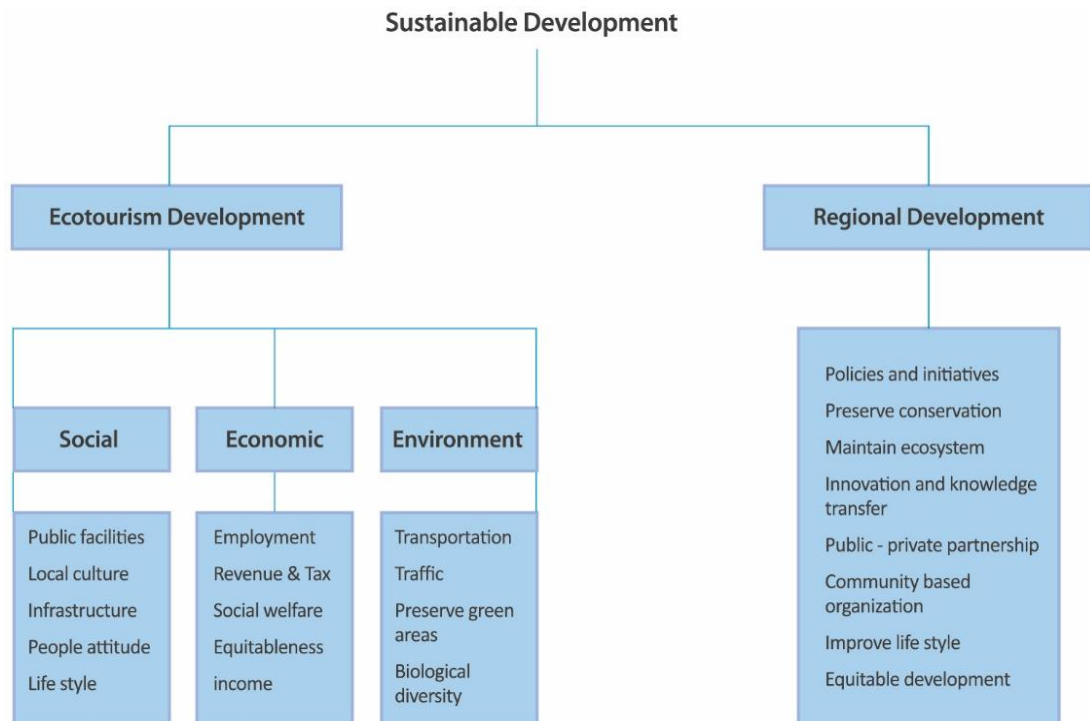 Sustainable Development
Ecotourism Development
Regional Development
Social
Economic
Environment
Public facilities
Local culture
Infrastructure
People attitude
Life style
Employment
Revenue & Tax
Social welfare
Equitableness
income
Transportation
Traffic
Preserve green
areas
Biological
diversity
Policies and initiatives
Preserve conservation
Maintain ecosystem
Innovation and knowledge
transfer
Public - private partnership
Community based
organization
Improve life style
Equitable development